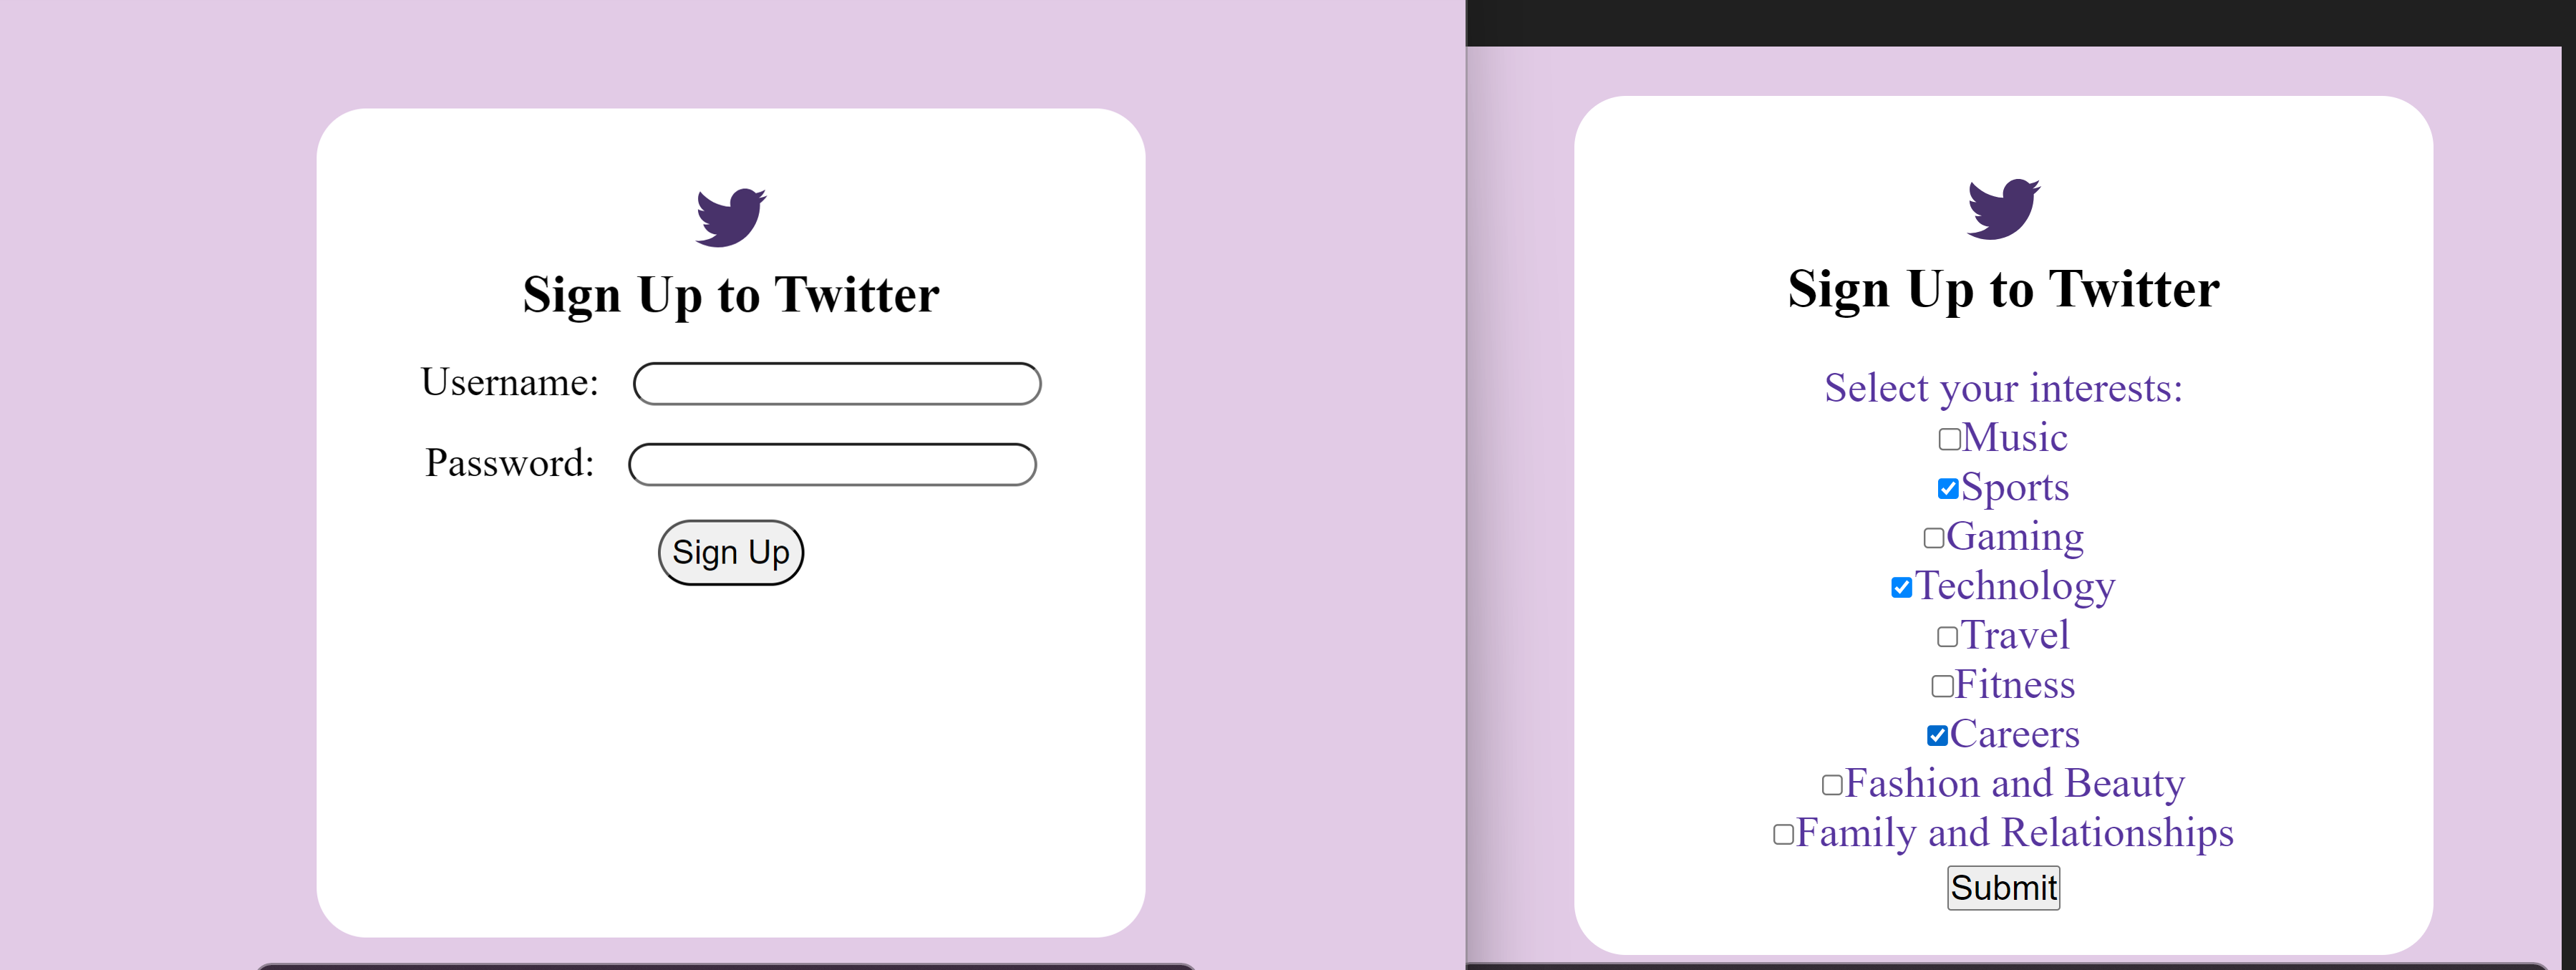 Sign Up to Twitter
Username:
Password:
Sign Up
Sign Up to Twitter
Select your interests:
Music
Sports
Gaming
Technology
Travel
Fitness
Careers
Fashion and Beauty
Family and Relationships
Submit